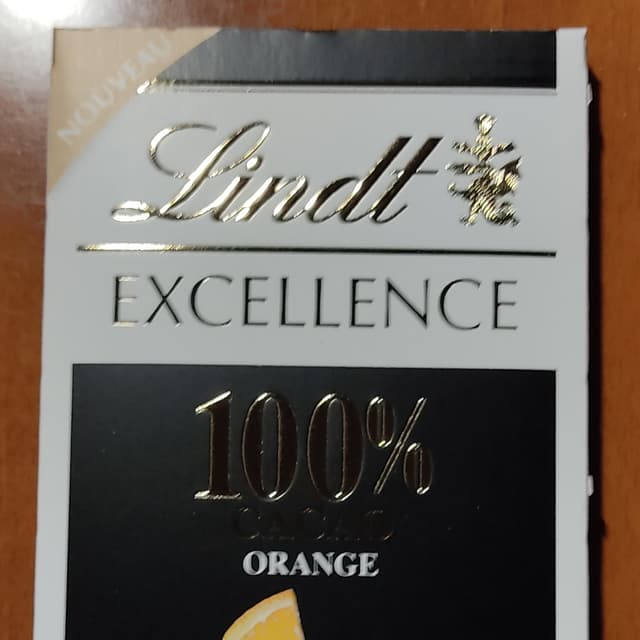 NOUVEAU
Lindt
EXCELLENCE
100%
CACAO
ORANGE